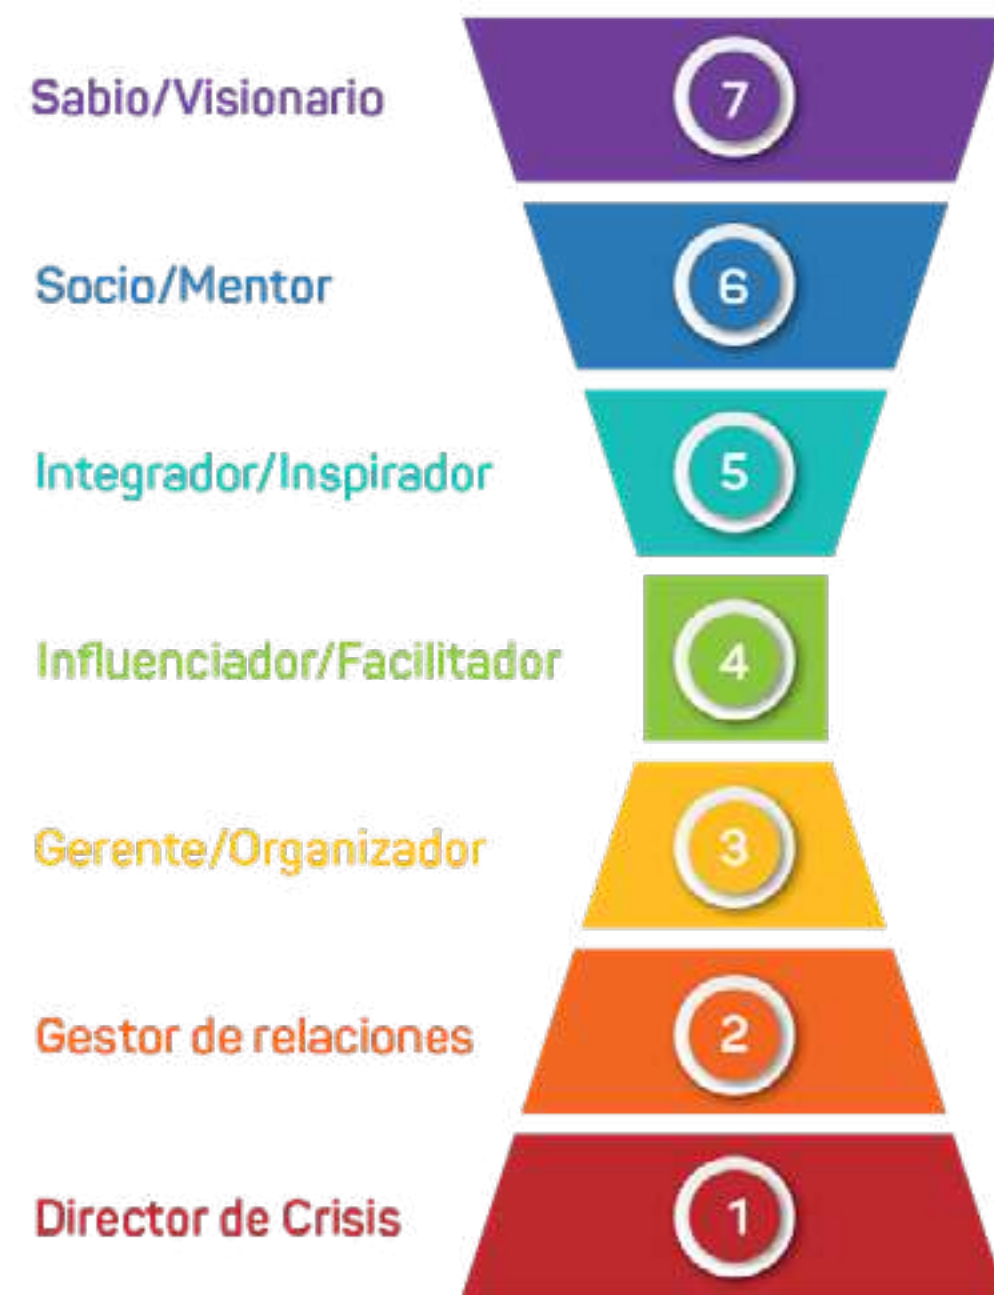 Sabio/Visionario
7
Socio/Mentor
6
Integrador/Inspirador
5
Influenciador/Facilitador
4
Gerente/Organizador
3
Gestor de relaciones
2
Director de Crisis
1